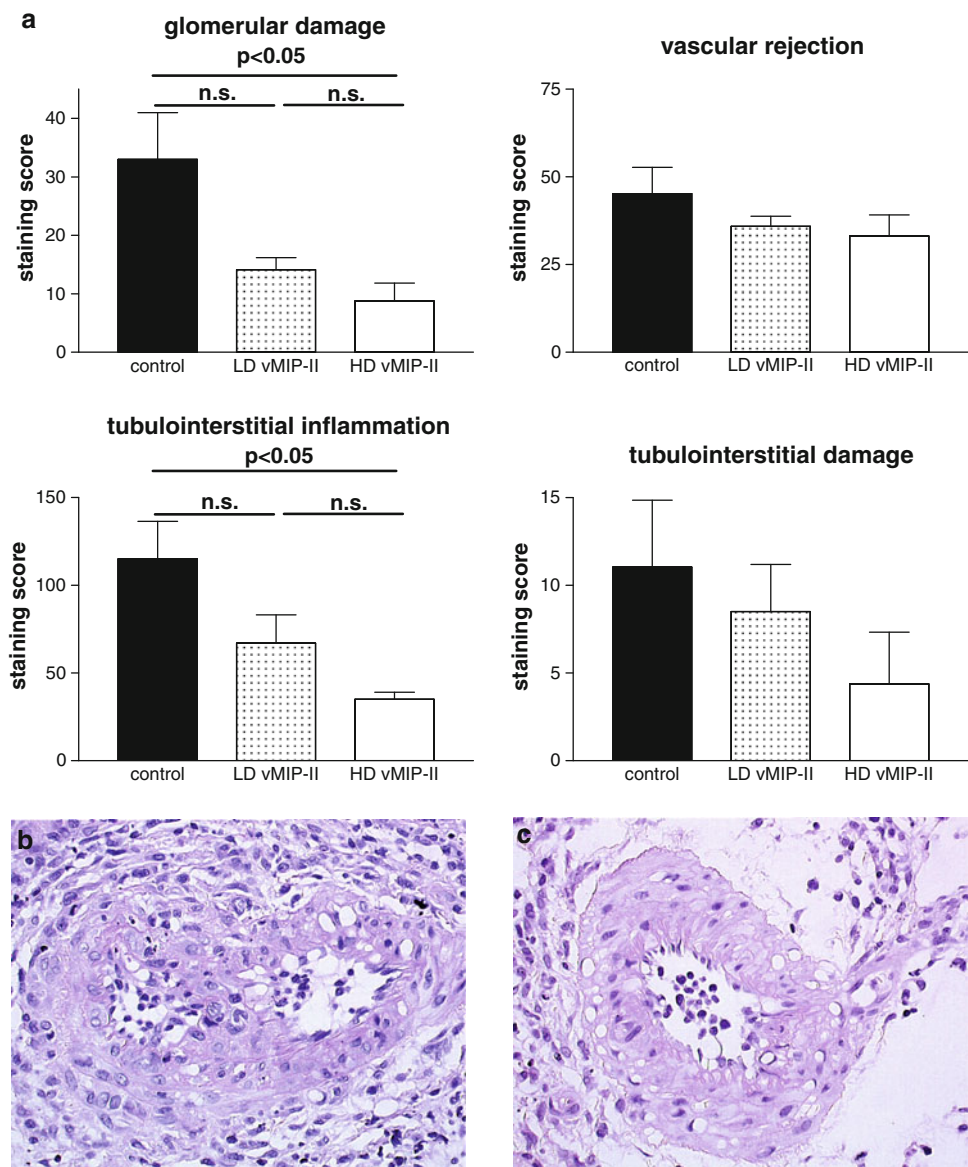 a
glomerular damage
p<0.05
n.s. n.s.
staining score
40
30
20
10
0
control LD vMIP-II HD vMIP-II
vascular rejection
staining score
75
50
25
0
control LD vMIP-II HD vMIP-II
tubulointerstitial inflammation
p<0.05
n.s. n.s.
staining score
150
100
50
0
control LD vMIP-II HD vMIP-II
tubulointerstitial damage
staining score
15
10
5
0
control LD vMIP-II HD vMIP-II
b
c